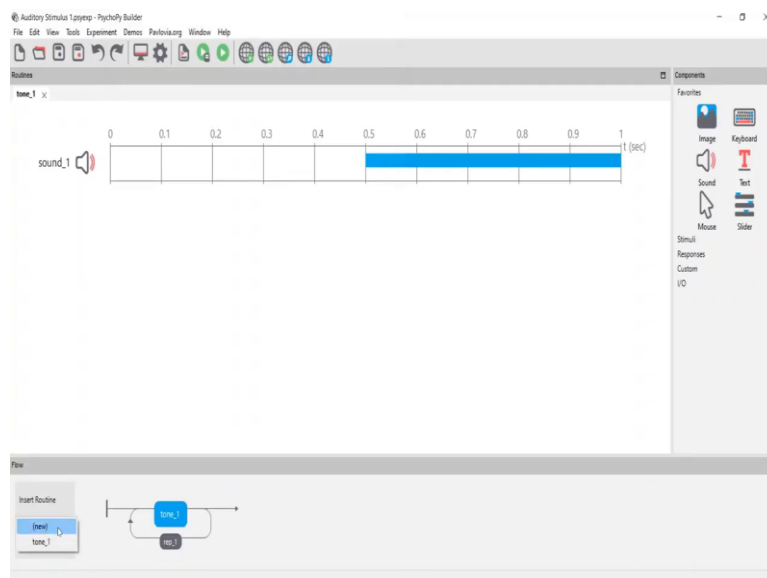 Auditory Stimulus 1.psyexp - PsychoPy Builder
File Edit View Tools Experiment Demos Pavlovia.org Window Help
Routines
Components
tone_1
Favorites
0 0.1 0.2 0.3 0.4 0.5 0.6 0.7 0.8 0.9 1
t (sec)
sound_1
Image Keyboard
Sound Text
Mouse Slider
Stimuli
Responses
Custom
I/O
Flow
Insert Routine
(new)
tone_1
tone_1
rep_1